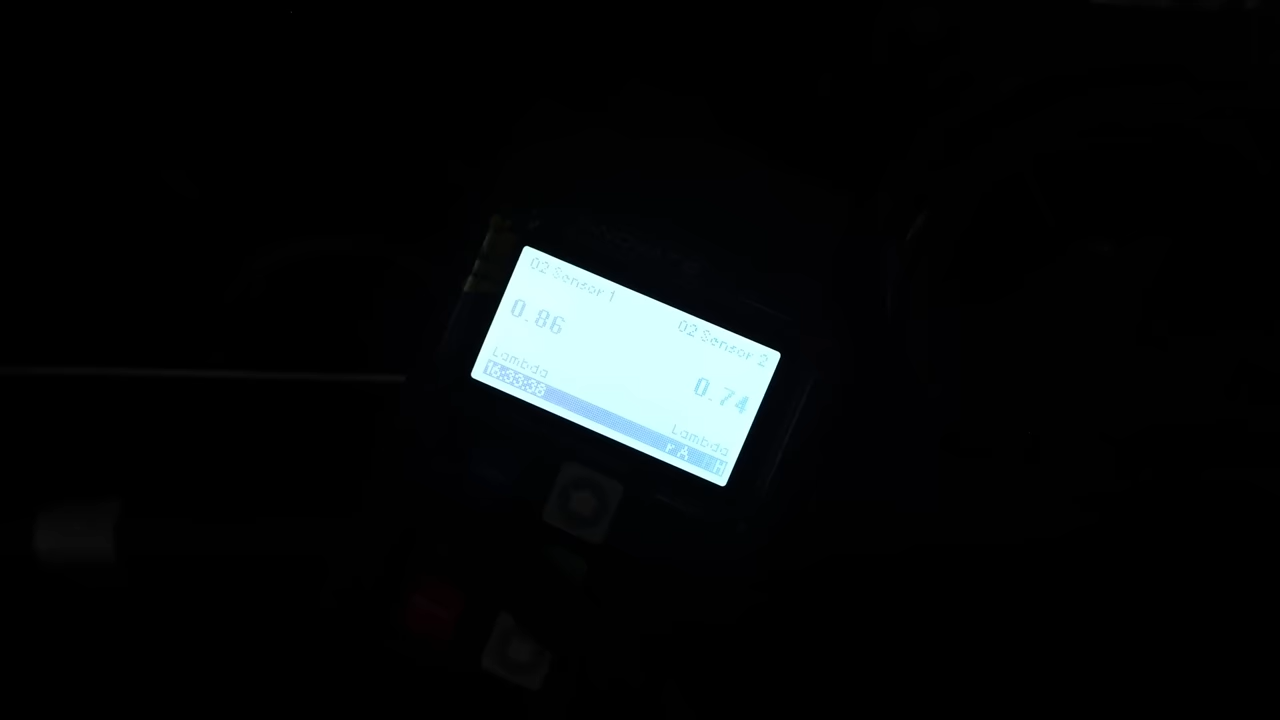 O2 Sensor 1
0.86
Lambda
O2 Sensor 2
0.74
Lambda
16:33:38
r A H